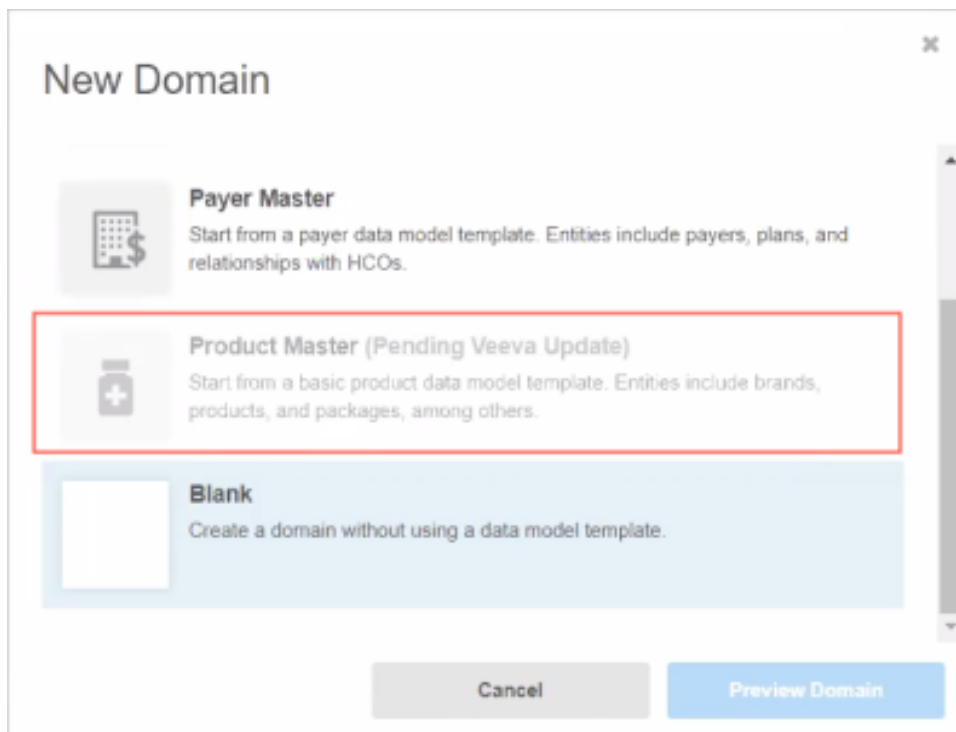 New Domain
Payer Master
Start from a payer data model template. Entities include payers, plans, and
relationships with HCOs.
Product Master (Pending Veeva Update)
Start from a basic product data model template. Entities include brands,
products, and packages, among others.
Blank
Create a domain without using a data model template.
Cancel
Preview Domain